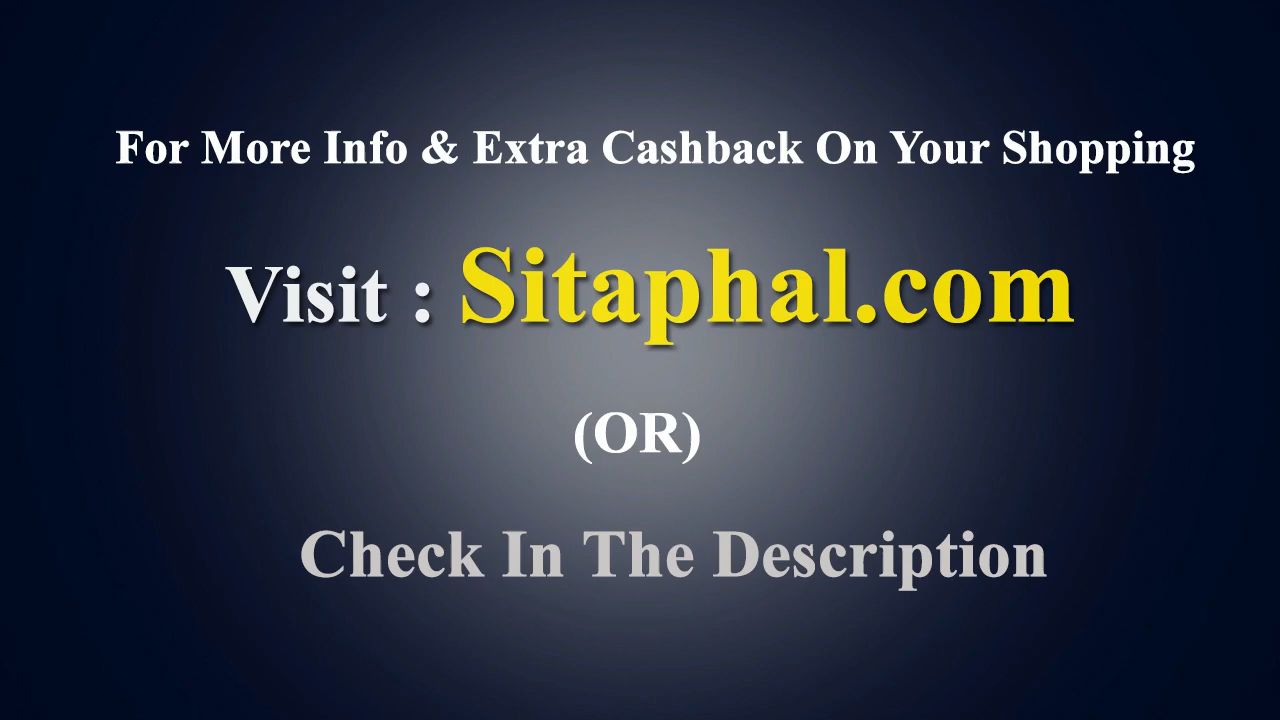 For More Info & Extra Cashback On Your Shopping
Visit : Sitaphal.com
(OR)
Check In The Description